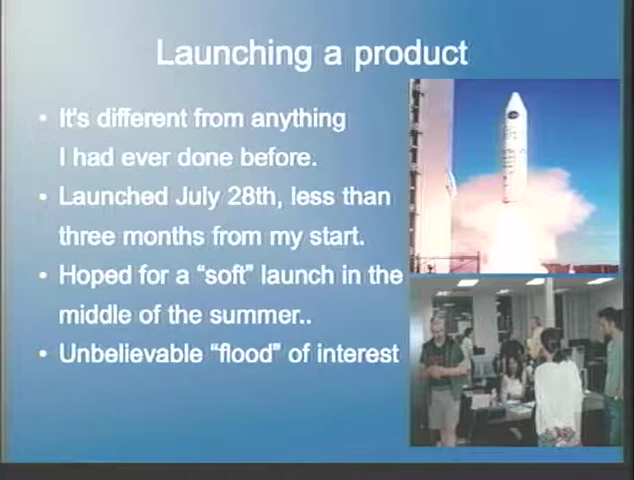 Launching a product
• It's different from anything
I had ever done before.
• Launched July 28th, less than
three months from my start.
• Hoped for a “soft” launch in the
middle of the summer..
• Unbelievable “flood” of interest